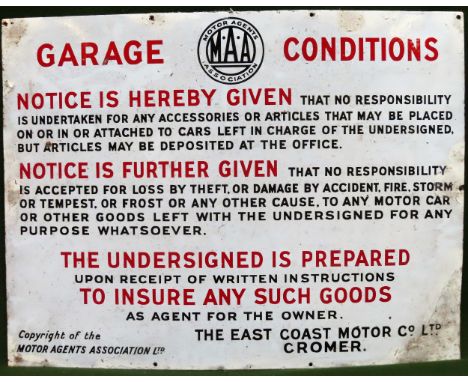 MOTOR AGENTS
GARAGE MAA CONDITIONS
ASSOCIATION
NOTICE IS HEREBY GIVEN THAT NO RESPONSIBILITY
IS UNDERTAKEN FOR ANY ACCESSORIES OR ARTICLES THAT MAY BE PLACED
ON OR IN OR ATTACHED TO CARS LEFT IN CHARGE OF THE UNDERSIGNED,
BUT ARTICLES MAY BE DEPOSITED AT THE OFFICE.
NOTICE IS FURTHER GIVEN THAT NO RESPONSIBILITY
IS ACCEPTED FOR LOSS BY THEFT, OR DAMAGE BY ACCIDENT, FIRE, STORM
OR TEMPEST, OR FROST OR ANY OTHER CAUSE, TO ANY MOTOR CAR
OR OTHER GOODS LEFT WITH THE UNDERSIGNED FOR ANY
PURPOSE WHATSOEVER.
THE UNDERSIGNED IS PREPARED
UPON RECEIPT OF WRITTEN INSTRUCTIONS
TO INSURE ANY SUCH GOODS
AS AGENT FOR THE OWNER.
Copyright of the
MOTOR AGENTS ASSOCIATION LTD
THE EAST COAST MOTOR CO LTD
CROMER.